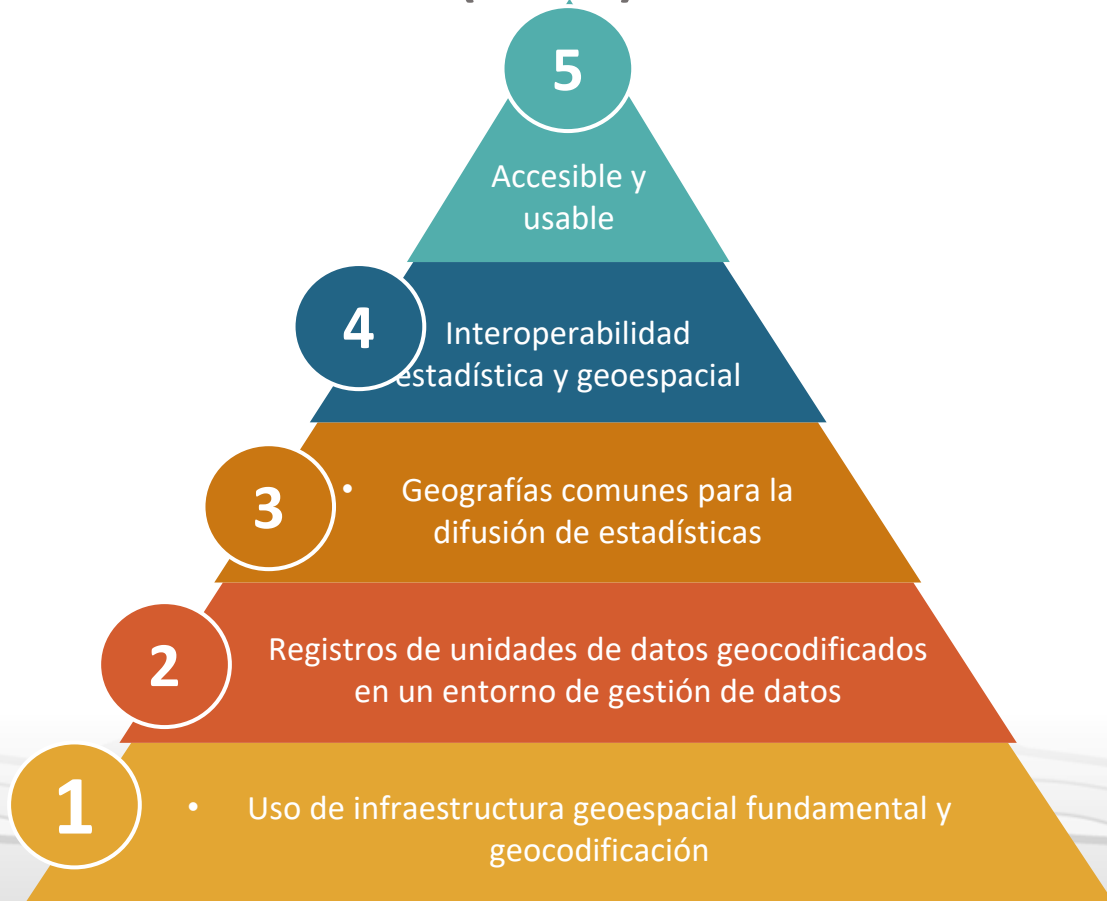 5
Accesible y
usable
4
Interoperabilidad
estadística y geoespacial
3
• Geografías comunes para la
difusión de estadísticas
2
Registros de unidades de datos geocodificados
en un entorno de gestión de datos
1
• Uso de infraestructura geoespacial fundamental y
geocodificación